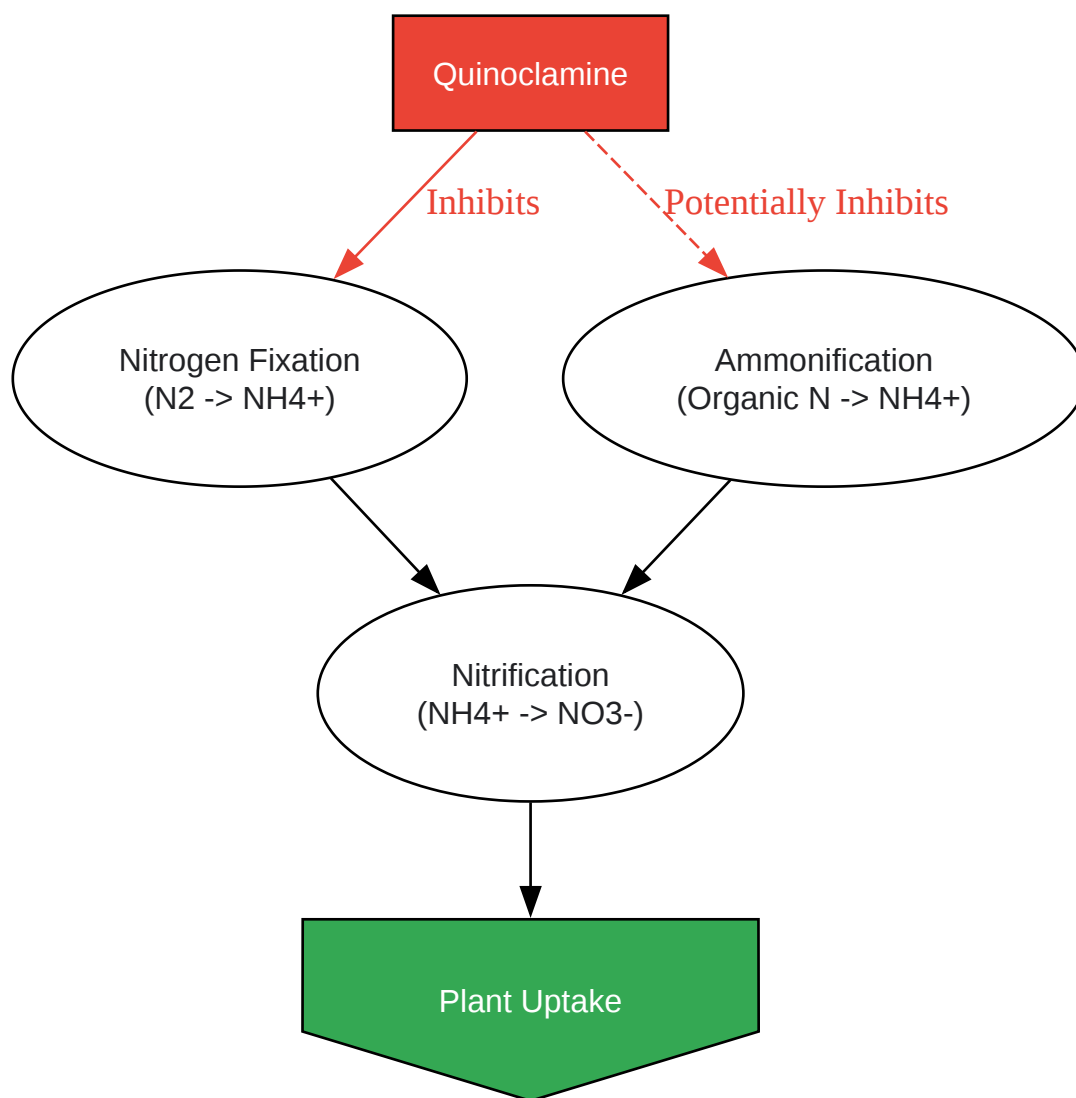 Quinoclamine
Inhibits
Potentially Inhibits
Nitrogen Fixation
(N2 -> NH4+)
Ammonification
(Organic N -> NH4+)
Nitrification
(NH4+ -> NO3-)
Plant Uptake